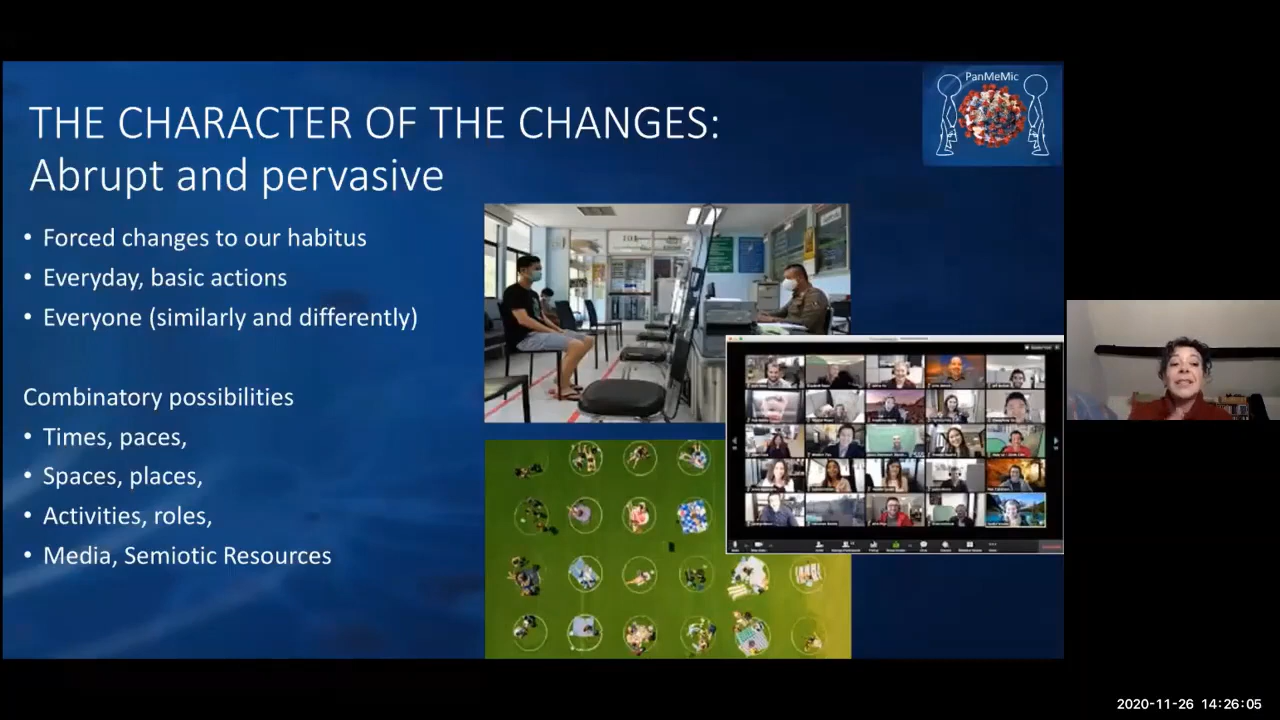 PanMeMic
THE CHARACTER OF THE CHANGES:
Abrupt and pervasive
• Forced changes to our habitus
• Everyday, basic actions
• Everyone (similarly and differently)
Combinatory possibilities
• Times, paces,
• Spaces, places,
• Activities, roles,
• Media, Semiotic Resources
2020-11-26 14:26:05